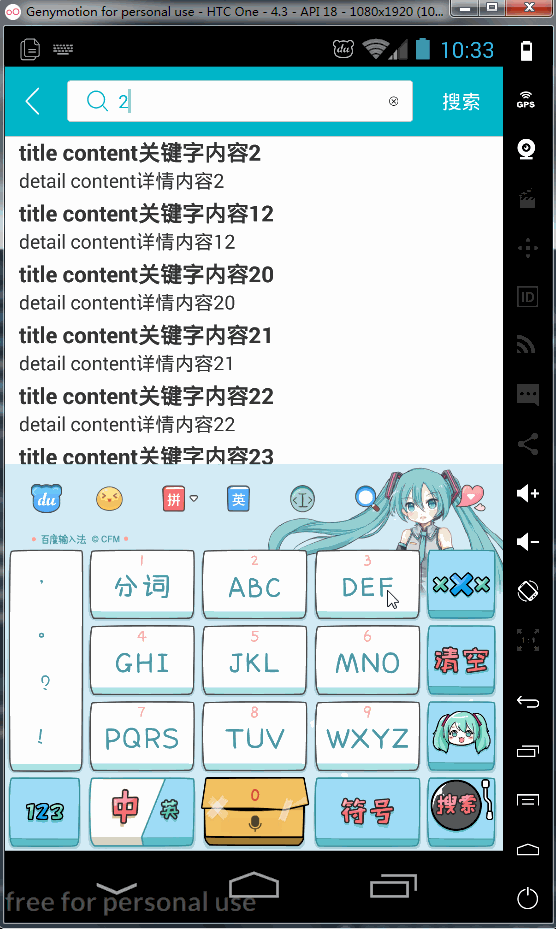 Genymotion for personal use - HTC One - 4.3 - API 18 - 1080x1920 (10...
du
10:33
GPS
2
搜索
title content关键字内容2
detail content详情内容2
title content关键字内容12
detail content详情内容12
title content关键字内容20
detail content详情内容20
title content关键字内容21
detail content详情内容21
title content关键字内容22
detail content详情内容22
title content关键字内容23
ID
du
拼
英
百度输入法 © CFM
1
分词
2
ABC
3
DEF
4
GHI
5
JKL
6
MNO
清空
7
PQRS
8
TUV
9
WXYZ
，
。
?
!
123
中
英
0
符号
搜索
1:1
free for personal use